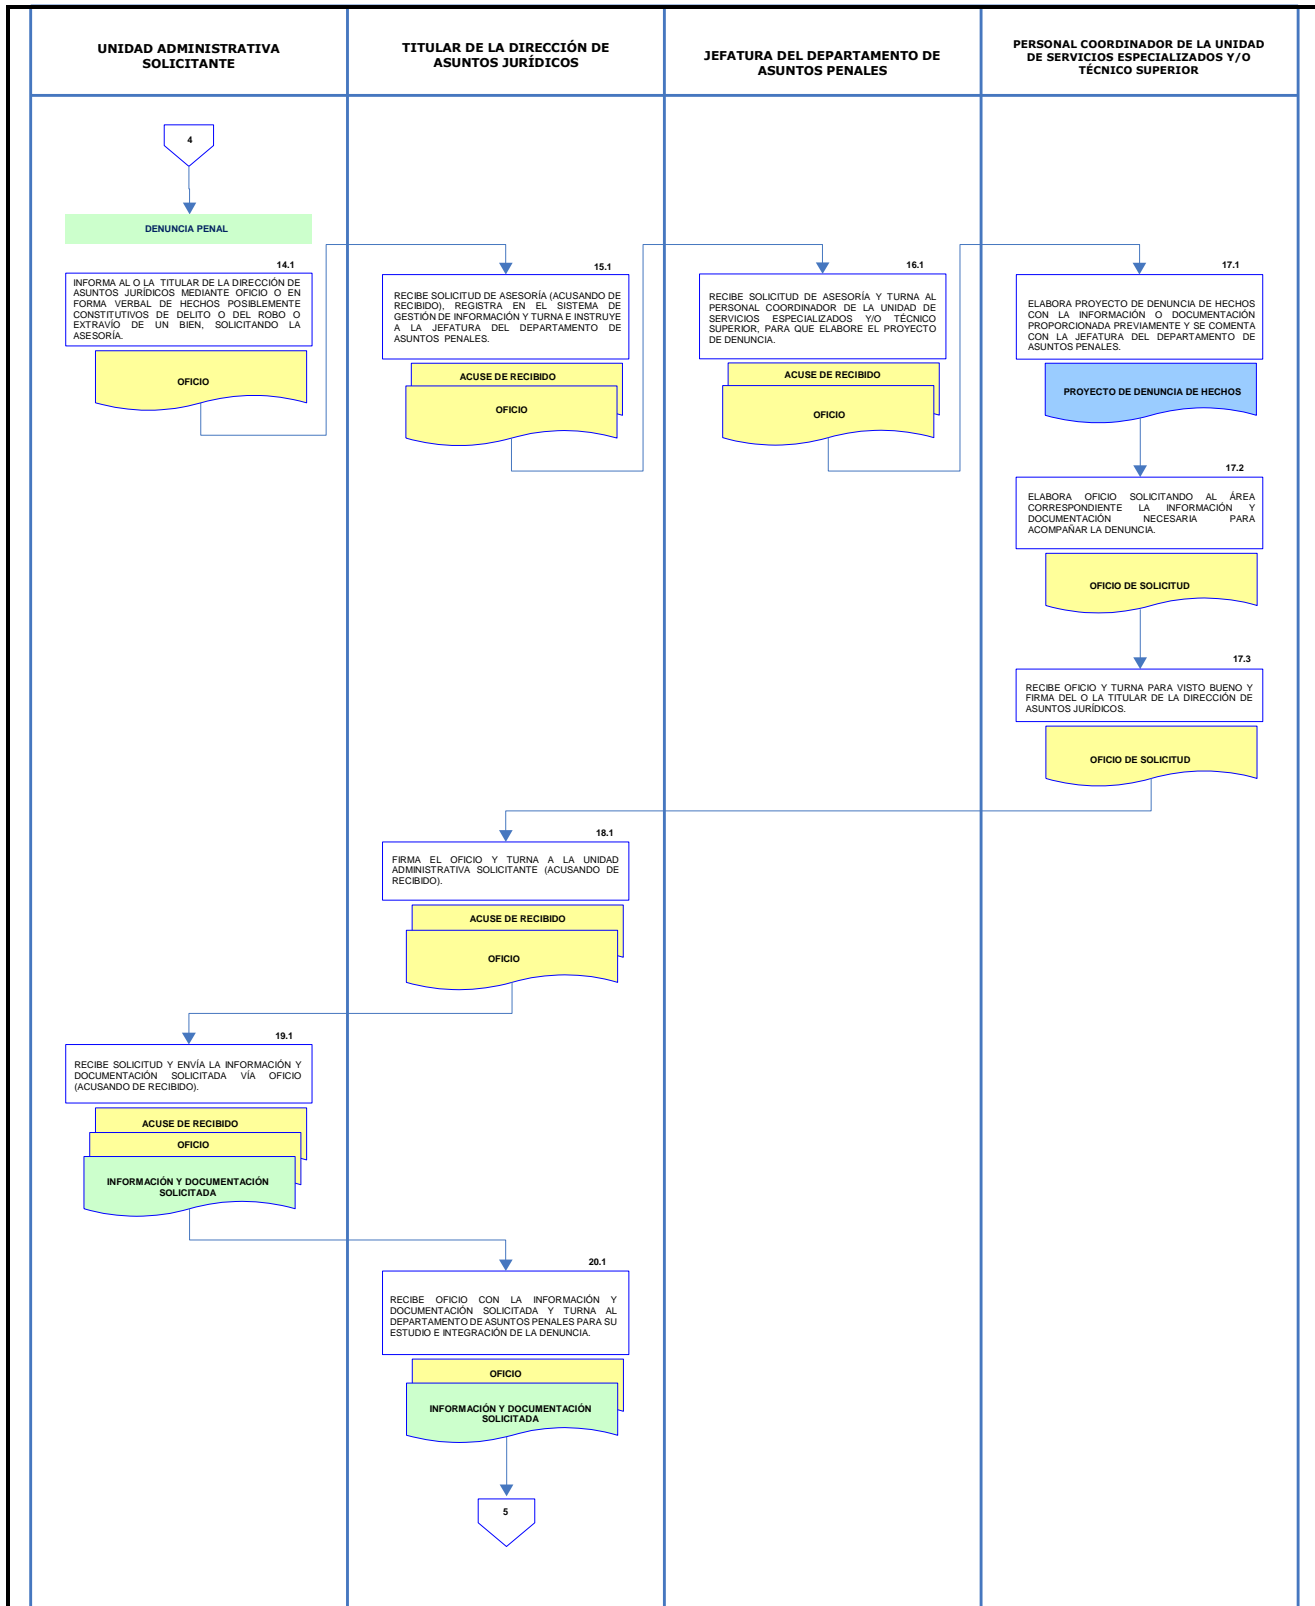 UNIDAD ADMINISTRATIVA
SOLICITANTE
TITULAR DE LA DIRECCIÓN DE
ASUNTOS JURÍDICOS
JEFATURA DEL DEPARTAMENTO DE
ASUNTOS PENALES
PERSONAL COORDINADOR DE LA UNIDAD
DE SERVICIOS ESPECIALIZADOS Y/O
TÉCNICO SUPERIOR
4
DENUNCIA PENAL
14.1
INFORMA AL O LA TITULAR DE LA DIRECCIÓN DE
ASUNTOS JURÍDICOS MEDIANTE OFICIO O EN
FORMA VERBAL DE HECHOS POSIBLEMENTE
CONSTITUTIVOS DE DELITO O DEL ROBO O
EXTRAVÍO DE UN BIEN, SOLICITANDO LA
ASESORÍA.
OFICIO
15.1
RECIBE SOLICITUD DE ASESORÍA (ACUSANDO DE
RECIBIDO), REGISTRA EN EL SISTEMA DE
GESTIÓN DE INFORMACIÓN Y TURNA E INSTRUYE
A LA JEFATURA DEL DEPARTAMENTO DE
ASUNTOS PENALES.
ACUSE DE RECIBIDO
OFICIO
16.1
RECIBE SOLICITUD DE ASESORÍA Y TURNA AL
PERSONAL COORDINADOR DE LA UNIDAD DE
SERVICIOS ESPECIALIZADOS Y/O TÉCNICO
SUPERIOR, PARA QUE ELABORE EL PROYECTO
DE DENUNCIA.
ACUSE DE RECIBIDO
OFICIO
17.1
ELABORA PROYECTO DE DENUNCIA DE HECHOS
CON LA INFORMACIÓN O DOCUMENTACIÓN
PROPORCIONADA PREVIAMENTE Y SE COMENTA
CON LA JEFATURA DEL DEPARTAMENTO DE
ASUNTOS PENALES.
PROYECTO DE DENUNCIA DE HECHOS
17.2
ELABORA OFICIO SOLICITANDO AL ÁREA
CORRESPONDIENTE LA INFORMACIÓN Y
DOCUMENTACIÓN NECESARIA PARA
ACOMPAÑAR LA DENUNCIA.
OFICIO DE SOLICITUD
17.3
RECIBE OFICIO Y TURNA PARA VISTO BUENO Y
FIRMA DEL O LA TITULAR DE LA DIRECCIÓN DE
ASUNTOS JURÍDICOS.
OFICIO DE SOLICITUD
18.1
FIRMA EL OFICIO Y TURNA A LA UNIDAD
ADMINISTRATIVA SOLICITANTE (ACUSANDO DE
RECIBIDO).
ACUSE DE RECIBIDO
OFICIO
19.1
RECIBE SOLICITUD Y ENVÍA LA INFORMACIÓN Y
DOCUMENTACIÓN SOLICITADA VÍA OFICIO
(ACUSANDO DE RECIBIDO).
ACUSE DE RECIBIDO
OFICIO
INFORMACIÓN Y DOCUMENTACIÓN
SOLICITADA
20.1
RECIBE OFICIO CON LA INFORMACIÓN Y
DOCUMENTACIÓN SOLICITADA Y TURNA AL
DEPARTAMENTO DE ASUNTOS PENALES PARA SU
ESTUDIO E INTEGRACIÓN DE LA DENUNCIA.
OFICIO
INFORMACIÓN Y DOCUMENTACIÓN
SOLICITADA
5